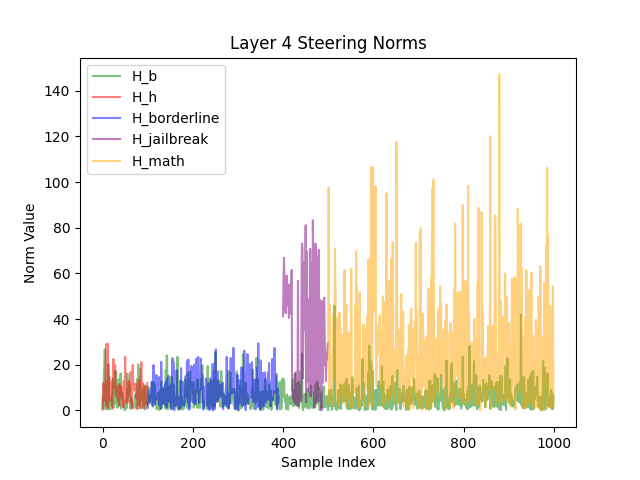 Layer 4 Steering Norms
H_b
H_h
H_borderline
H_jailbreak
H_math
Norm Value
140
120
100
80
60
40
20
0
0 200 400 600 800 1000
Sample Index